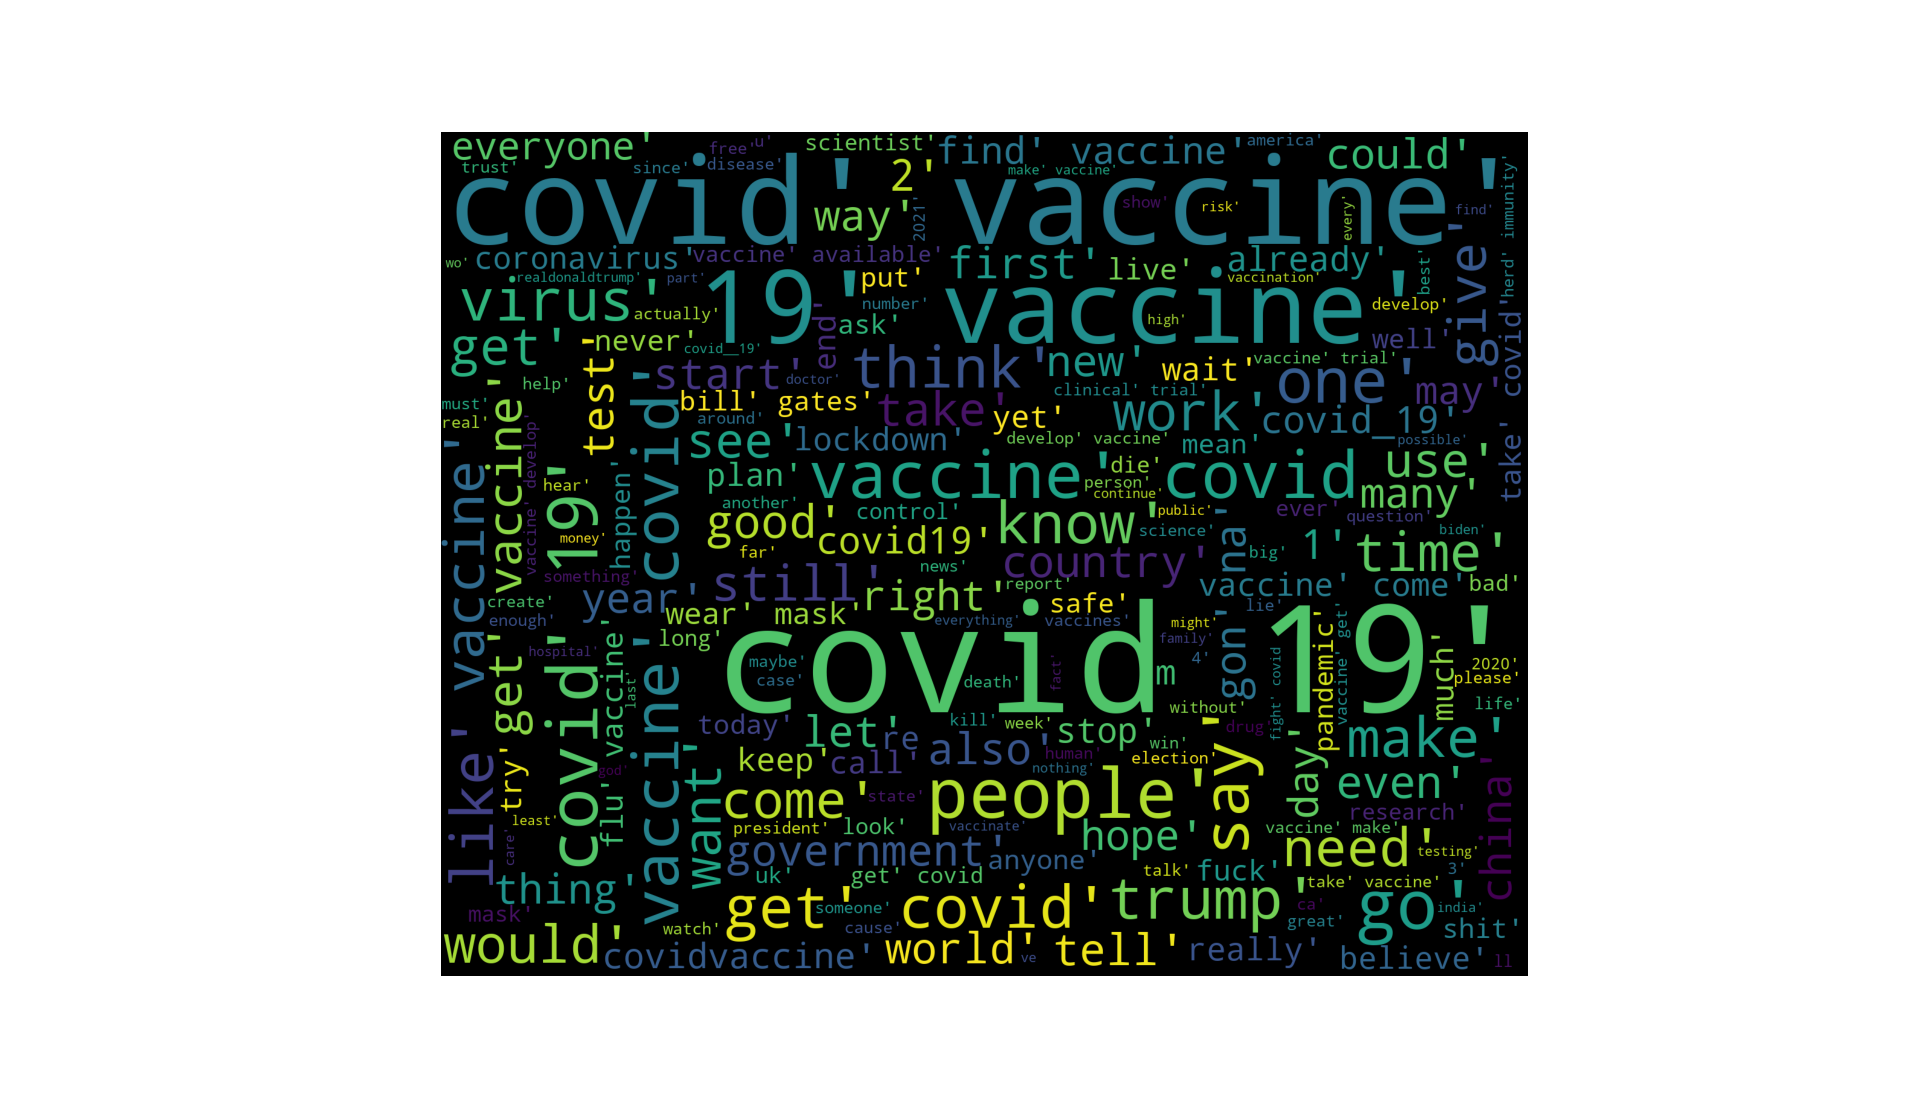 everyone'
free'
u'
scientist'
find' vaccine'
america'
could'
trust'
since'
disease'
2'
make' vaccine'
covid' vaccine'
way'
2021'
show'
risk'
every'
find'
herd' immunity'
wo'
coronavirus'
vaccine' available'
first'
live'
already'
best'
give'
realdonaldtrump'
part'
put'
vaccination'
virus'
actually'
19' vaccine'
number'
high'
develop'
get'
never'
covid__19'
end'
ask'
well'
take' covid'
test'
help'
start'
doctor'
think'
new'
wait'
vaccine' trial'
one'
may'
must'
real'
bill' gates'
around
take'
yet'
clinical' trial'
work'
covid_19'
possible'
like' vaccine'
get' vaccine'
vaccine' develop'
covid' 19'
vaccine' covid'
see'
lockdown'
develop' vaccine'
mean'
hear'
happen'
plan'
vaccine'
die'
person'
continue'
covid
use'
many'
another'
good'
control'
know'
public'
ever'
question'
money'
far'
covid19'
science'
big'
1'
time'
biden'
something'
still'
news'
country'
report'
gon' na'
vaccine' come'
bad'
create'
enough'
year'
wear' mask'
right'
safe'
vaccines'
lie'
everything'
might'
long'
hospital'
flu' vaccine'
last'
maybe'
case'
covid 19'
death'
fact'
m
family'
4'
fight' covid
vaccine' get'
pandemic'
much'
2020'
please'
without'
life'
today'
let'
re
kill'
week'
stop'
win'
drug'
say'
day'
make'
want'
try'
god'
keep'
call'
also'
human'
nothing'
election'
even'
china'
come'
state'
people'
research'
least'
care'
president'
look'
vaccinate'
hope'
vaccine' make'
need'
testing'
government'
anyone'
thing'
uk'
get' covid
talk'
fuck'
take' vaccine'
3'
mask'
get' covid'
someone'
cause'
trump'
ca'
great'
go'
india'
shit'
would'
watch'
covidvaccine'
world'
ve
tell'
really'
believe'
ll